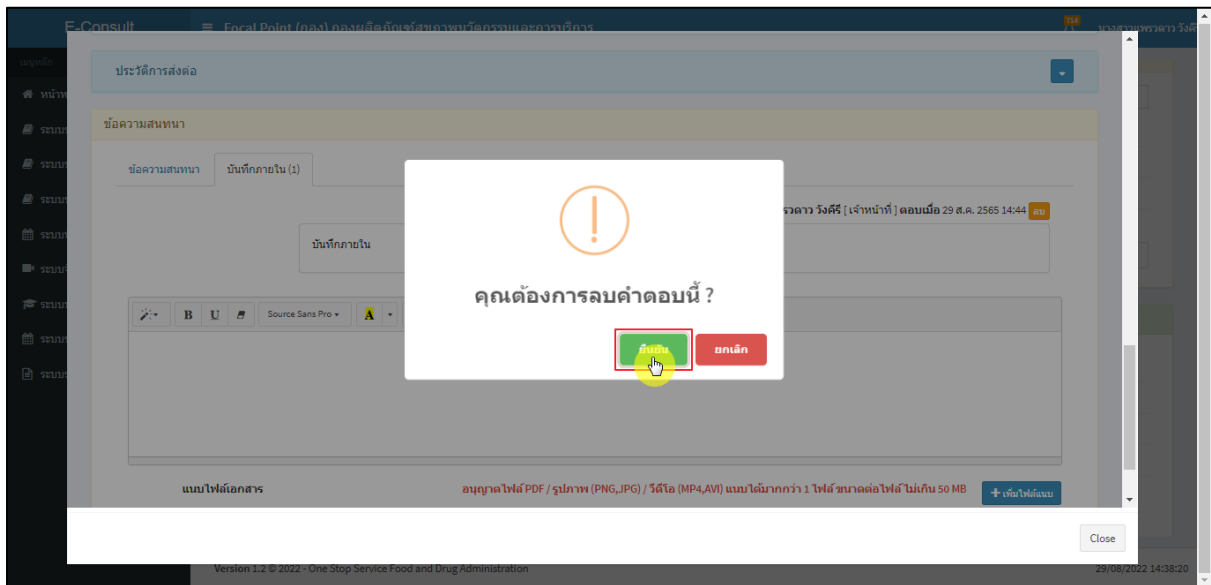 E-Consult
Focal Point (กอง) กองผลิตภัณฑ์สุขภาพนวัตกรรมและการบริการ
เมนูหลัก
ประวัติการส่งต่อ
ข้อความสนทนา
ข้อความสนทนา
บันทึกภายใน (1)
วังคีรี [ เจ้าหน้าที่ ] ตอบเมื่อ 29 ส.ค. 2565 14:44 ลบ
บันทึกภายใน
คุณต้องการลบคำตอบนี้ ?
ยืนยัน
ยกเลิก
B U Source Sans Pro A
แนบไฟล์เอกสาร
อนุญาตไฟล์ PDF / รูปภาพ (PNG,JPG) / วีดีโอ (MP4,AVI) แนบได้มากกว่า 1 ไฟล์ ขนาดต่อไฟล์ ไม่เกิน 50 MB
เพิ่มไฟล์แนบ
Close
Version 1.2 © 2022 - One Stop Service Food and Drug Administration
29/08/2022 14:38:20